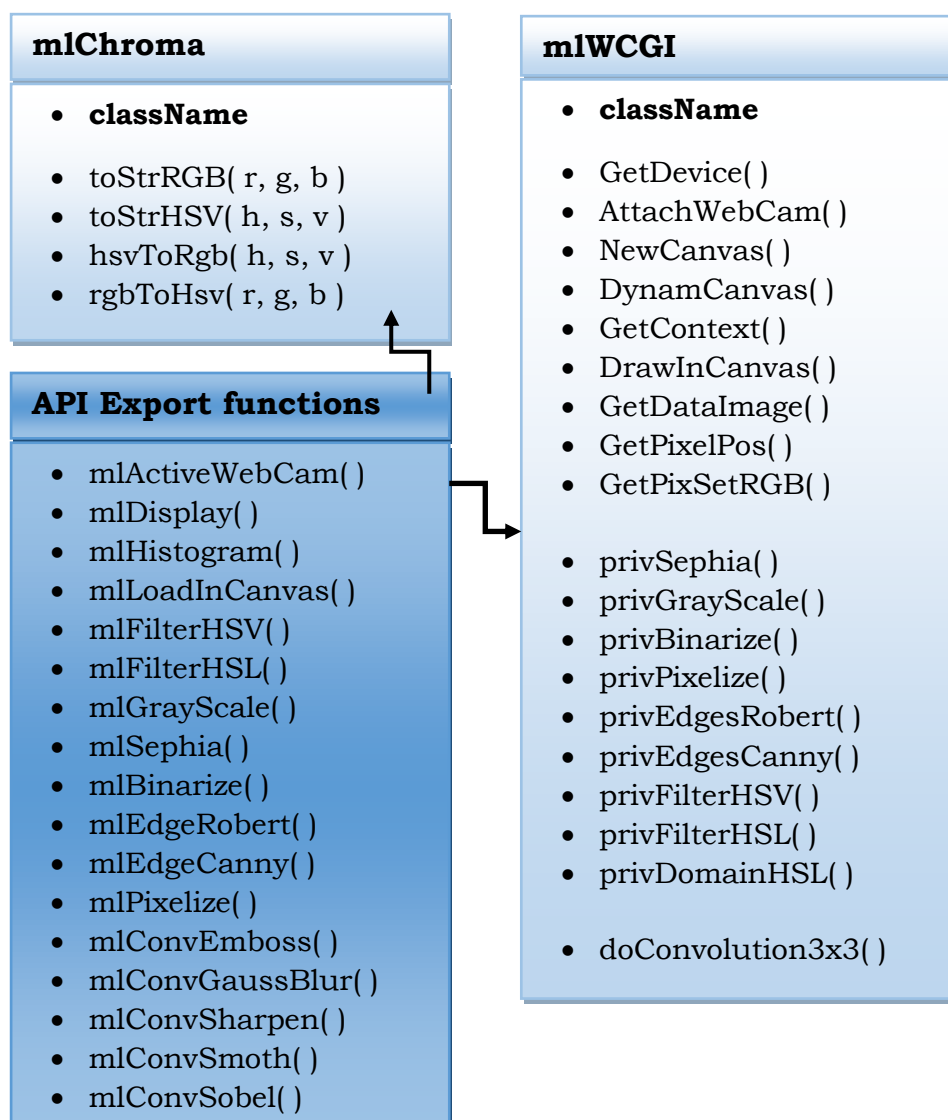 mlChroma
• className
• toStrRGB( r, g, b )
• toStrHSV( h, s, v )
• hsvToRgb( h, s, v )
• rgbToHsv( r, g, b )
API Export functions
• mlActiveWebCam( )
• mlDisplay( )
• mlHistogram( )
• mlLoadInCanvas( )
• mlFilterHSV( )
• mlFilterHSL( )
• mlGrayScale( )
• mlSephia( )
• mlBinarize( )
• mlEdgeRobert( )
• mlEdgeCanny( )
• mlPixelize( )
• mlConvEmboss( )
• mlConvGaussBlur( )
• mlConvSharpen( )
• mlConvSmoth( )
• mlConvSobel( )
mlWCGI
• className
• GetDevice( )
• AttachWebCam( )
• NewCanvas( )
• DynamCanvas( )
• GetContext( )
• DrawInCanvas( )
• GetDataImage( )
• GetPixelPos( )
• GetPixSetRGB( )
• privSephia( )
• privGrayScale( )
• privBinarize( )
• privPixelize( )
• privEdgesRobert( )
• privEdgesCanny( )
• privFilterHSV( )
• privFilterHSL( )
• privDomainHSL( )
• doConvolution3x3( )